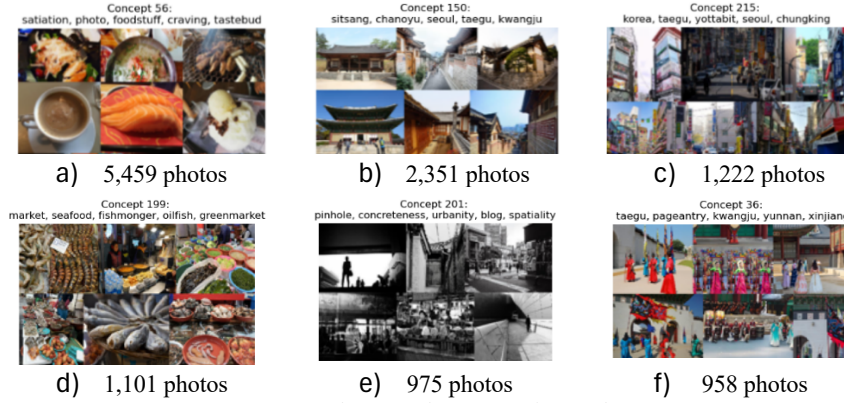 Concept 56:
satiation, photo, foodstuff, craving, tastebud
a) 5,459 photos
Concept 150:
sitsang, chanoyu, seoul, taegu, kwangju
b) 2,351 photos
Concept 215:
korea, taegu, yottabit, seoul, chungking
c) 1,222 photos
Concept 199:
market, seafood, fishmonger, oilfish, greenmarket
d) 1,101 photos
Concept 201:
pinhole, concreteness, urbanity, blog, spatiality
e) 975 photos
Concept 36:
taegu, pageantry, kwangju, yunnan, xinjian
f) 958 photos